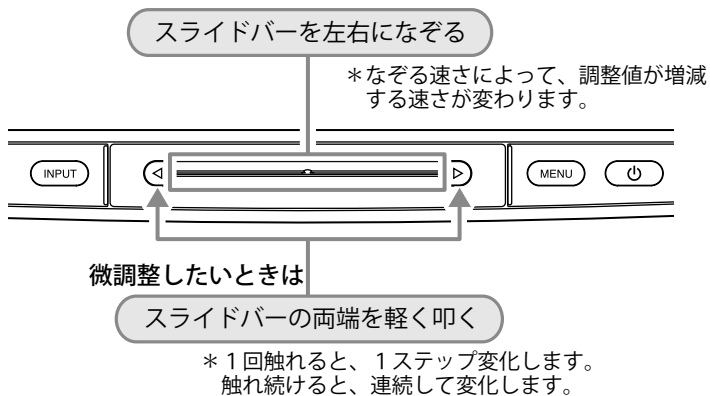 スライドバーを左右になぞる
＊なぞる速さによって、調整値が増減
する速さが変わります。
INPUT
MENU
微調整したいときは
スライドバーの両端を軽く叩く
＊１回触れると、１ステップ変化します。
触れ続けると、連続して変化します。